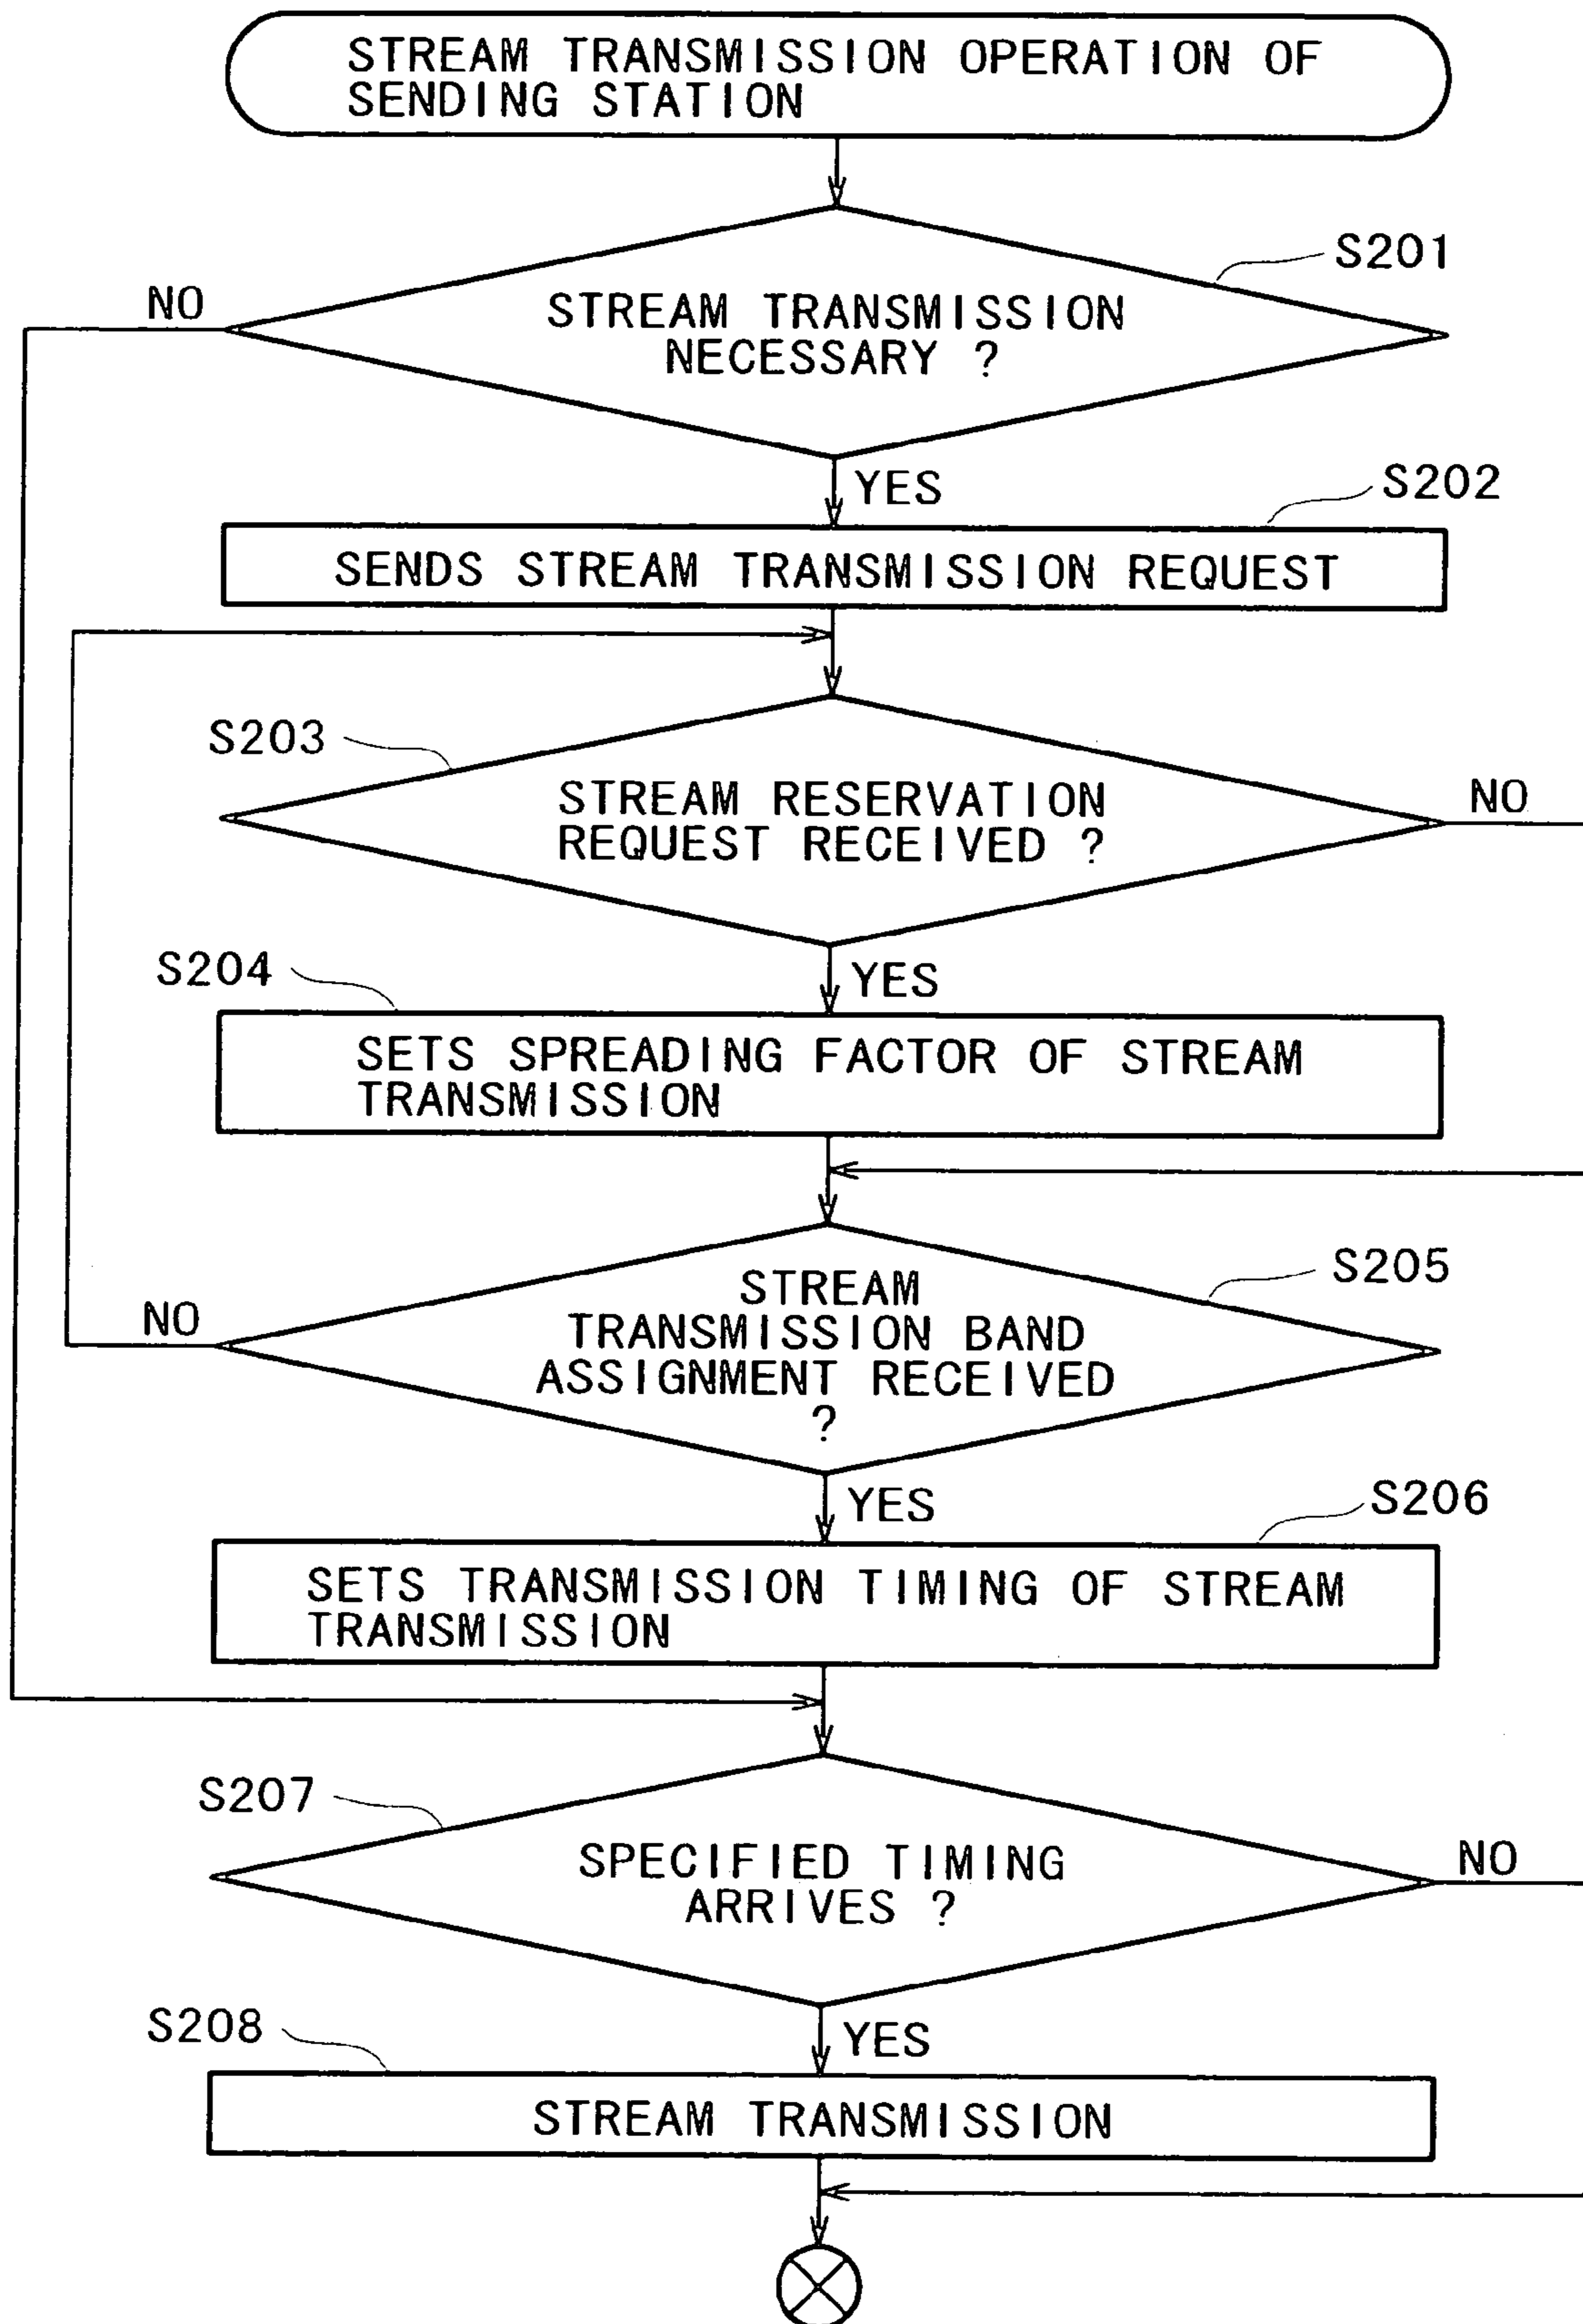 STREAM TRANSMISSION OPERATION OF
SENDING STATION
S201
NO
STREAM TRANSMISSION
NECESSARY ?
YES
S202
SENDS STREAM TRANSMISSION REQUEST
S203
STREAM RESERVATION
REQUEST RECEIVED ?
NO
S204
YES
SETS SPREADING FACTOR OF STREAM
TRANSMISSION
S205
STREAM
TRANSMISSION BAND
ASSIGNMENT RECEIVED
?
NO
YES
S206
SETS TRANSMISSION TIMING OF STREAM
TRANSMISSION
S207
SPECIFIED TIMING
ARRIVES ?
NO
S208
YES
STREAM TRANSMISSION